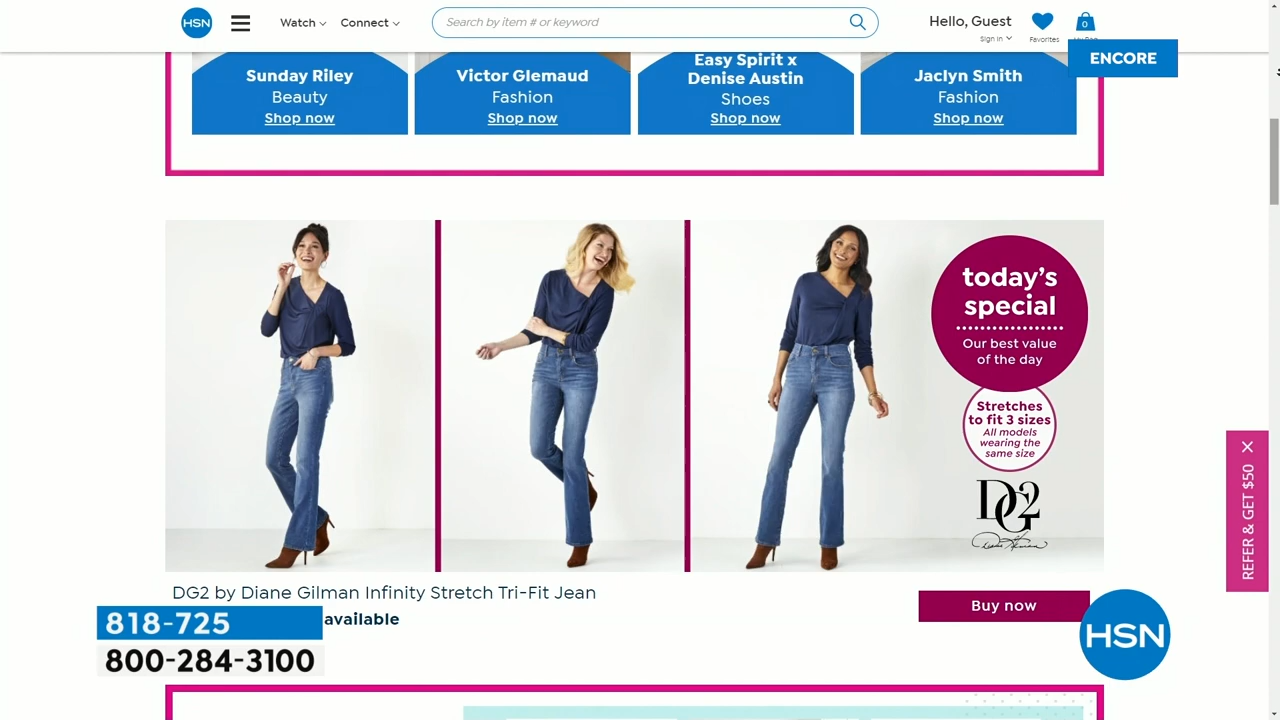 HSN
Watch
Connect
Search by item # or keyword
Hello, Guest
Sign In
Favorites
0
ENCORE
Sunday Riley
Beauty
Shop now
Victor Glemaud
Fashion
Shop now
Easy Spirit x
Denise Austin
Shoes
Shop now
Jaclyn Smith
Fashion
Shop now
today's
special
Our best value
of the day
Stretches
to fit 3 sizes
All models
wearing the
same size
DG2
REFER & GET $50
DG2 by Diane Gilman Infinity Stretch Tri-Fit Jean
available
Buy now
818-725
800-284-3100
HSN